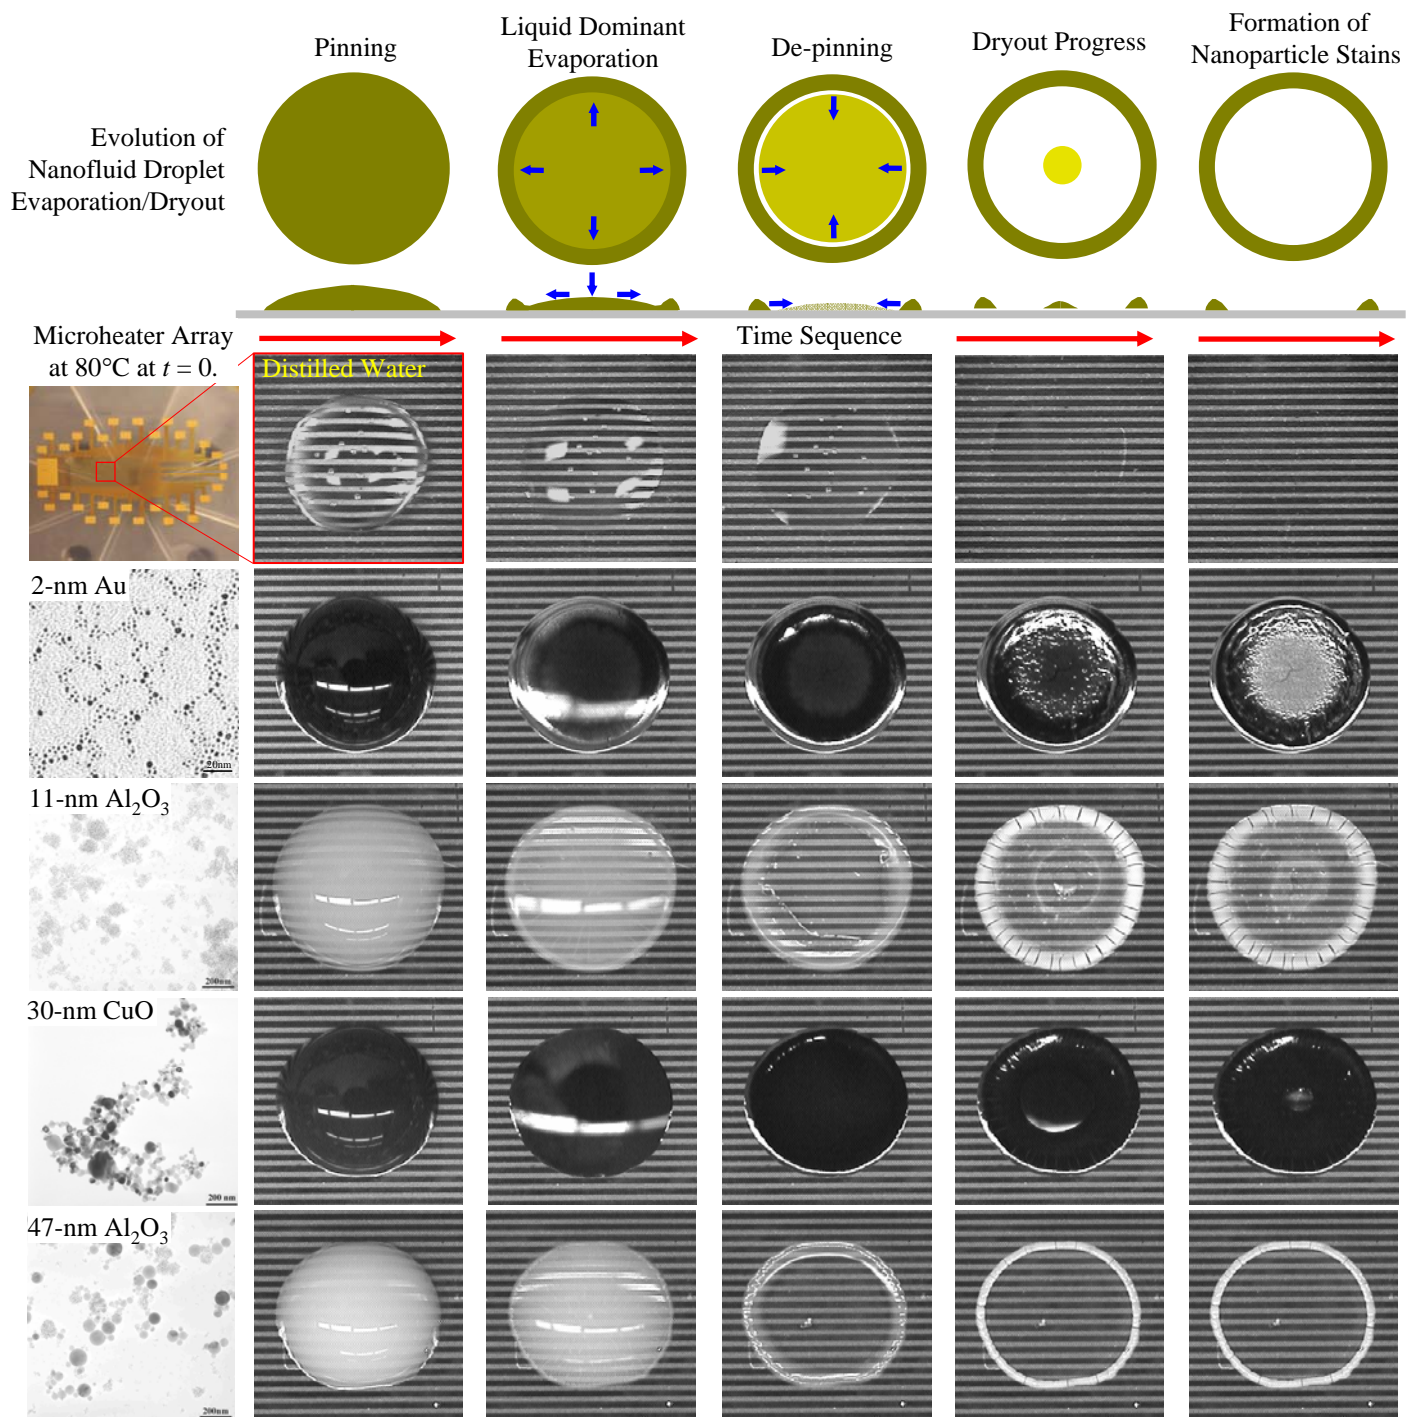 Pinning
Liquid Dominant
Evaporation
De-pinning
Dryout Progress
Formation of
Nanoparticle Stains
Evolution of
Nanofluid Droplet
Evaporation/Dryout
Microheater Array
at 80°C at t = 0.
Time Sequence
Distilled Water
2-nm Au
20nm
11-nm Al₂O₃
200nm
30-nm CuO
200 nm
47-nm Al₂O₃
200nm